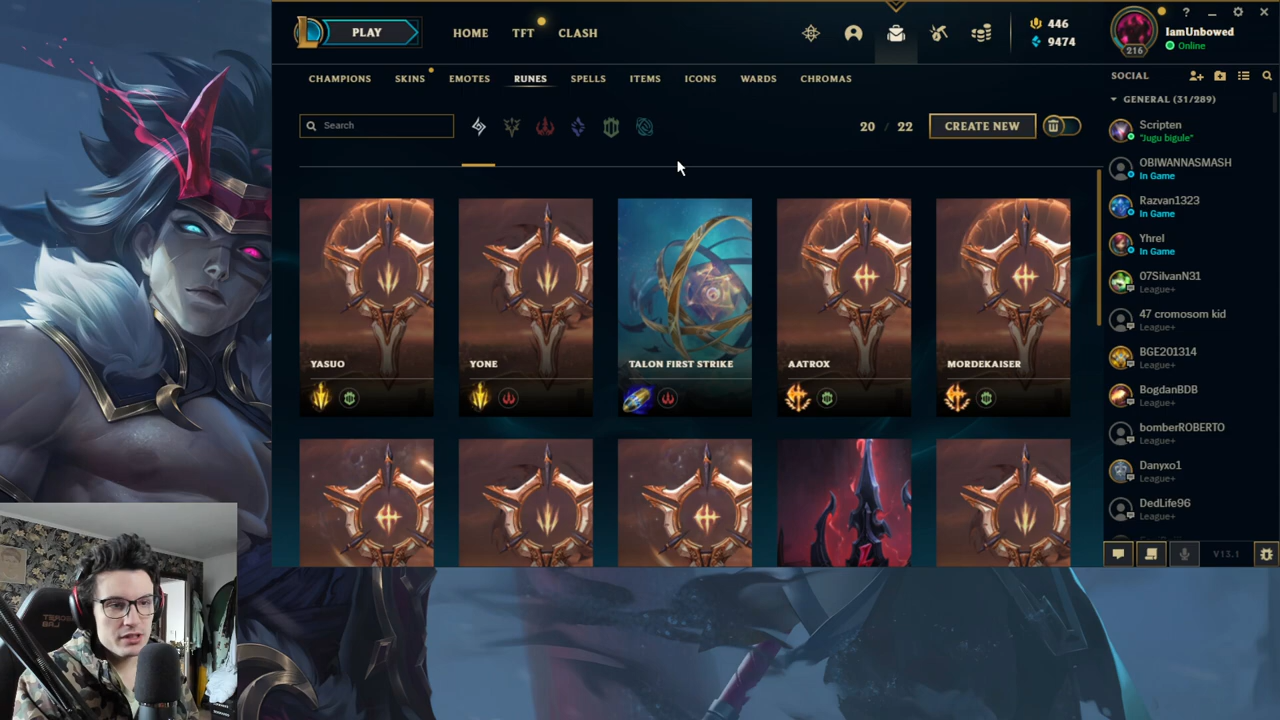 PLAY
HOME
TFT
CLASH
446
9474
216
?
IamUnbowed
Online
CHAMPIONS
SKINS
EMOTES
RUNES
SPELLS
ITEMS
ICONS
WARDS
CHROMAS
Search
20 / 22
CREATE NEW
YASUO
YONE
TALON FIRST STRIKE
AATROX
MORDEKAISER
SOCIAL
GENERAL (31/289)
Scripten
"Jugu bigule"
OBIWANNASMASH
In Game
Razvan1323
In Game
Yhrel
In Game
07SilvanN31
League+
47 cromosom kid
League+
BGE201314
League+
BogdanBDB
League+
bomberROBERTO
League+
Danyxo1
League+
DedLife96
League+
V13.1